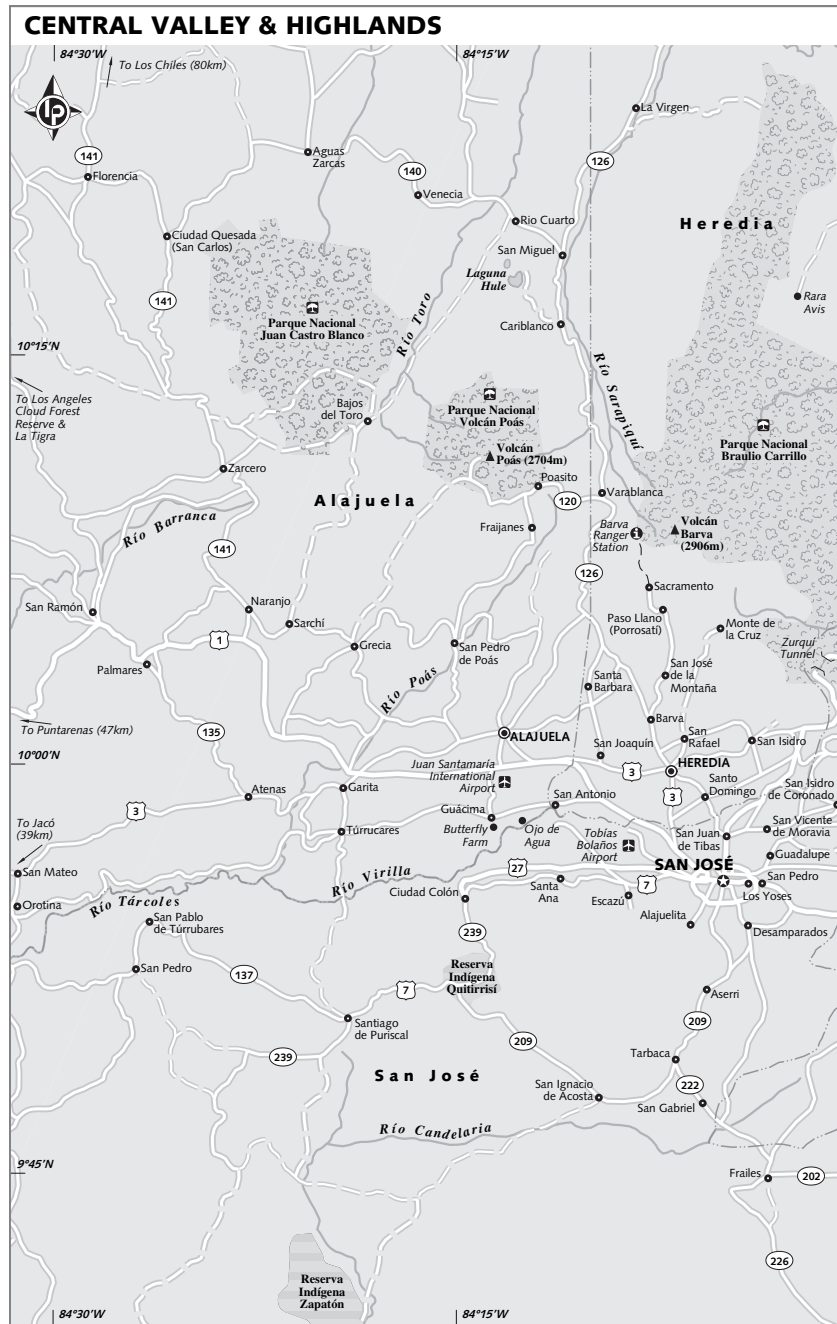 CENTRAL VALLEY & HIGHLANDS
84°30'W
84°15'W
To Los Chiles (80km)
lp
La Virgen
141
Aguas
Zarcas
126
Florencia
140
Venecia
Rio Cuarto
Heredia
Ciudad Quesada
(San Carlos)
San Miguel
Laguna
Hule
141
Rara
Avis
Parque Nacional
Juan Castro Blanco
Río Toro
Cariblanco
10°15'N
Río Sarapiquí
To Los Angeles
Cloud Forest
Reserve &
La Tigra
Bajos
del Toro
Parque Nacional
Volcán Poás
Parque Nacional
Braulio Carrillo
Volcán
Poás (2704m)
Zarcero
Poasito
Alajuela
120
Varablanca
Río Barranca
Fraijanes
Barva
Ranger
Station
Volcán
Barva
(2906m)
141
126
Sacramento
San Ramón
Naranjo
Sarchí
Paso Llano
(Porrosatí)
Monte de
la Cruz
1
Grecia
San Pedro
de Poás
Zurquí
Tunnel
Palmares
San José
de la
Montaña
Río Poás
Santa
Barbara
To Puntarenas (47km)
135
Barva
ALAJUELA
San
Rafael
San Isidro
10°00'N
San Joaquín
Juan Santamaría
International
Airport
3
HEREDIA
Garita
Santo
Domingo
San Isidro
de Coronado
Atenas
3
3
San Antonio
Guácima
To Jacó
(39km)
Túrrucares
Butterfly
Farm
Ojo de
Agua
Tobías
Bolaños
Airport
San Juan
de Tibas
San Vicente
de Moravia
Guadalupe
San Mateo
27
SAN JOSÉ
Río Virilla
Ciudad Colón
Santa
Ana
7
San Pedro
Los Yoses
Orotina
Río Tárcoles
Escazú
San Pablo
de Túrrubares
Alajuelita
Desamparados
239
San Pedro
137
Reserva
Indígena
Quitirrisí
7
Aserrí
Santiago
de Puriscal
209
209
239
Tarbaca
San José
222
San Ignacio
de Acosta
San Gabriel
Río Candelaria
9°45'N
Frailes
202
226
Reserva
Indígena
Zapatón
84°30'W
84°15'W